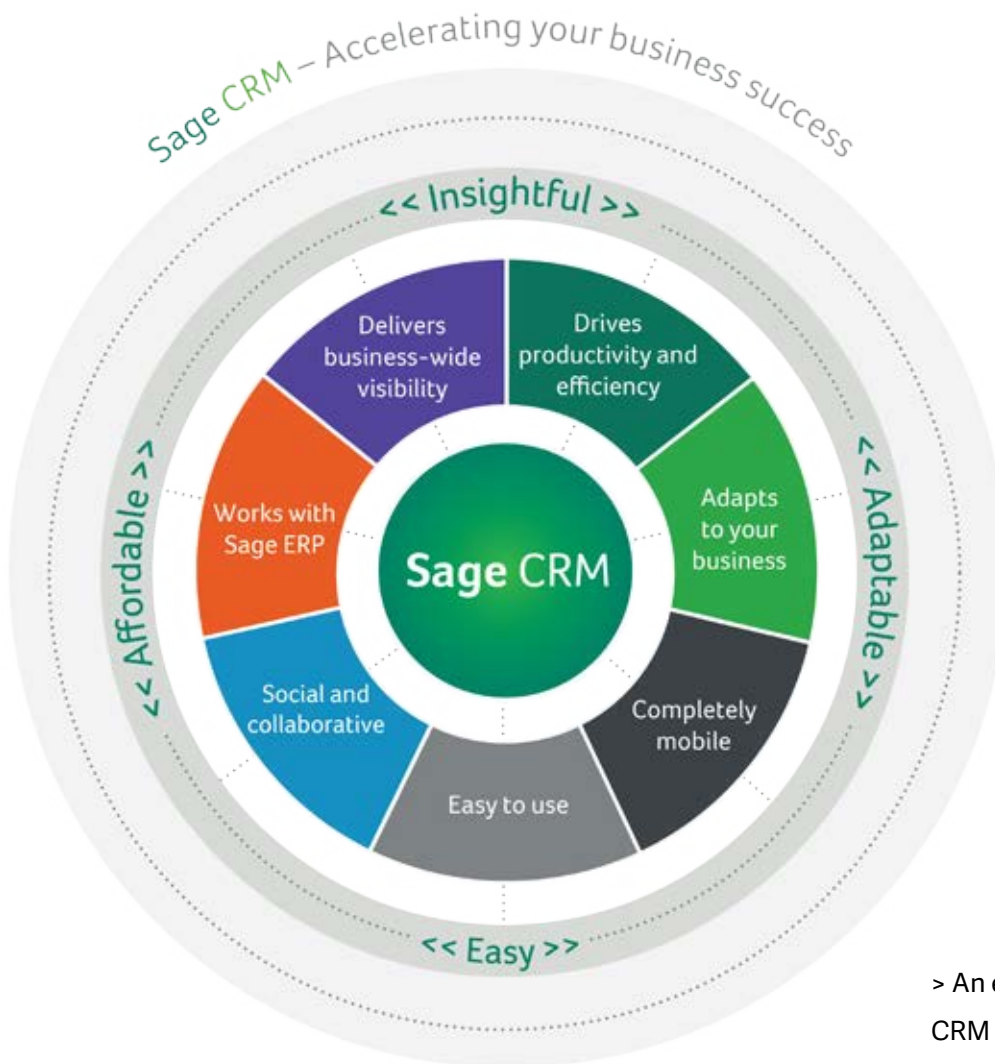 Sage CRM – Accelerating your business success
<< Insightful >>
Delivers
business-wide
visibility
Drives
productivity and
efficiency
<< Affordable >>
Works with
Sage ERP
Sage CRM
Adapts
to your
business
<< Adaptable >>
Social and
collaborative
Completely
mobile
Easy to use
<< Easy >>
> An
CRM